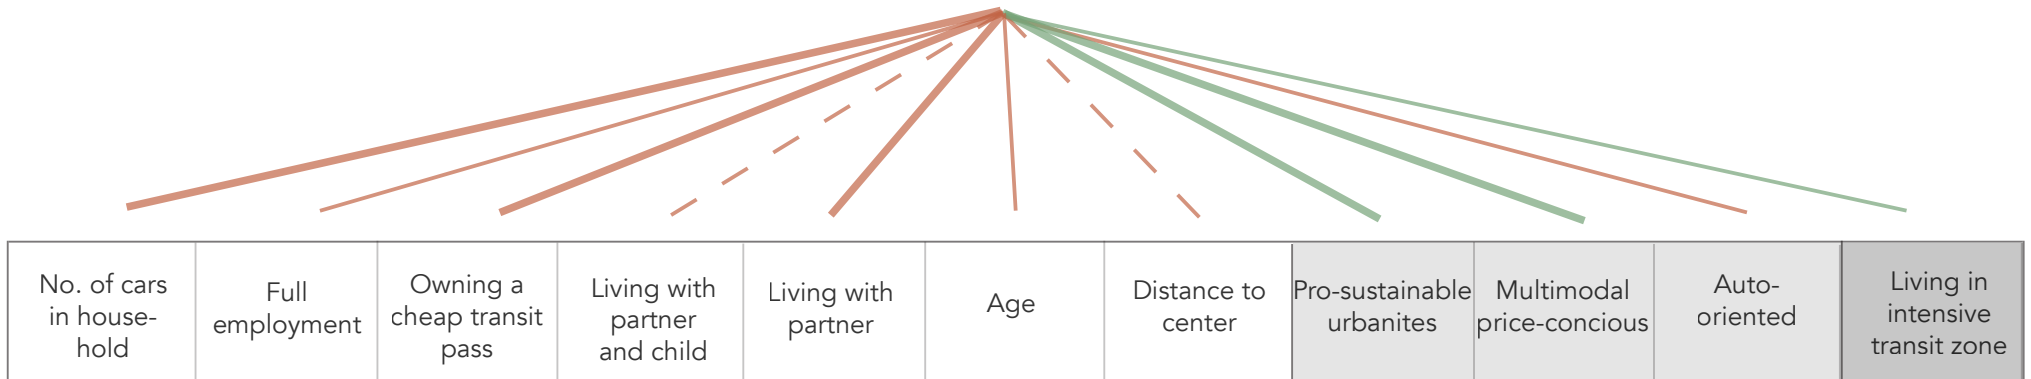 No. of cars
in house-
hold
Full
employment
Owning a
cheap transit
pass
Living with
partner
and child
Living with
partner
Age
Distance to
center
Pro-sustainable
urbanites
Multimodal
price-concious
Auto-
oriented
Living in
intensive
transit zone